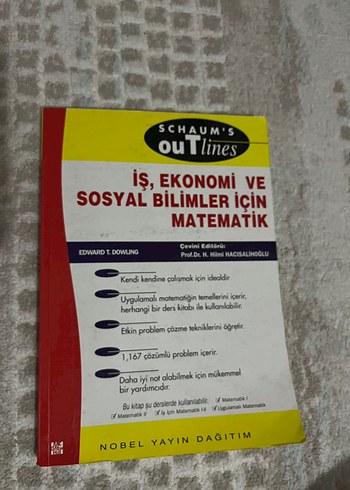 SCHAUM'S
ouTlines
İŞ, EKONOMİ VE
SOSYAL BİLİMLER İÇİN
MATEMATİK
EDWARD T. DOWLING
Çeviri Editörü:
Prof.Dr. H. Hilmi HACISALİHOĞLU
Kendi kendine çalışmak için idealdir
Uygulamalı matematiğin temellerini içerir,
herhangi bir ders kitabı ile kullanılabilir.
Etkin problem çözme tekniklerini öğretir.
1,167 çözümlü problem içerir.
Daha iyi not alabilmek için mükemmel
bir yardımcıdır.
Bu kitap şu derslerde kullanılabilir. ☑ Matematik I
☑ Matematik II ☑ İş İçin Matematik I-II ☑ Uygulamalı Matematik
NOBEL YAYIN DAĞITIM